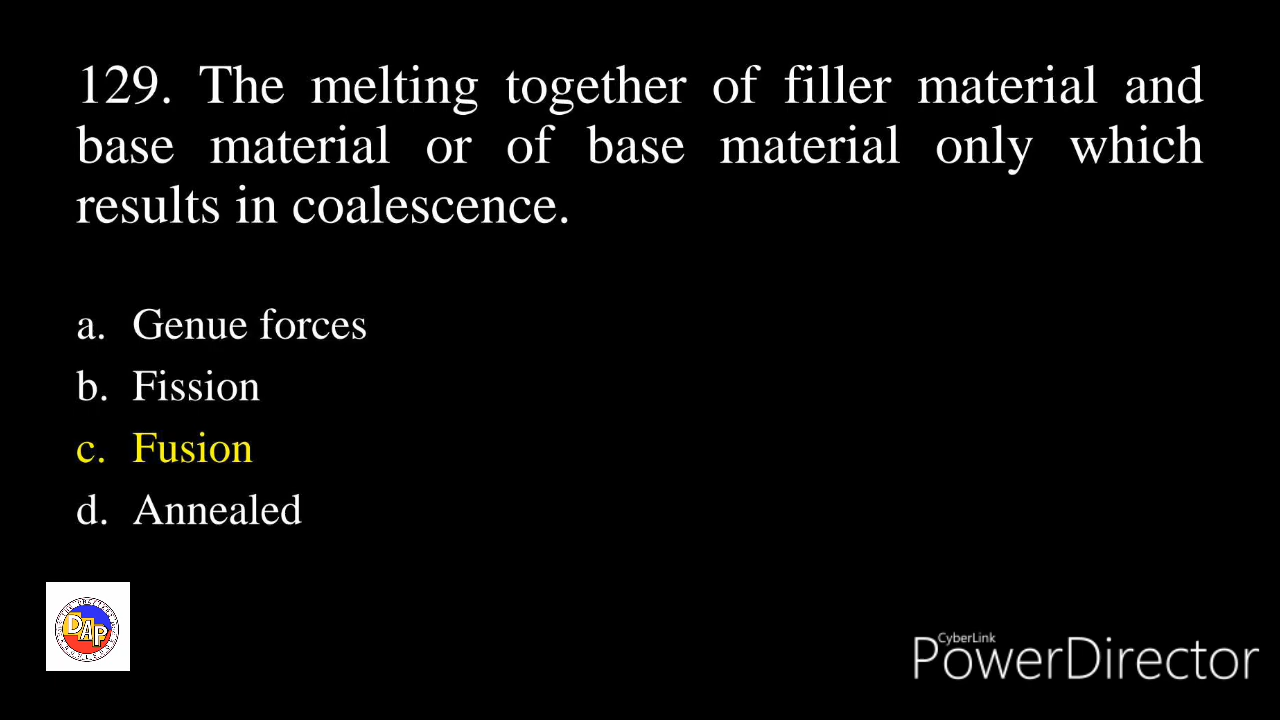 129. The melting together of filler material and
base material or of base material only which
results in coalescence.
a. Genue forces
b. Fission
c. Fusion
d. Annealed
DAP
CyberLink
PowerDirector